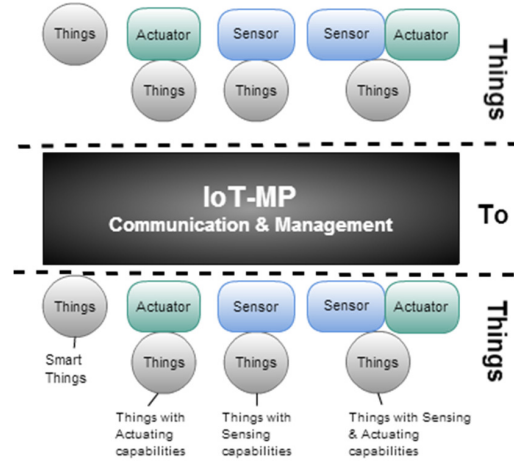 Things
Actuator
Sensor
Sensor
Actuator
Things
Things
Things
Things
IoT-MP
Communication & Management
To
Things
Actuator
Sensor
Sensor
Actuator
Things
Things
Things
Things
Smart
Things
Things with
Actuating
capabilities
Things with
Sensing
capabilities
Things with Sensing
& Actuating
capabilities